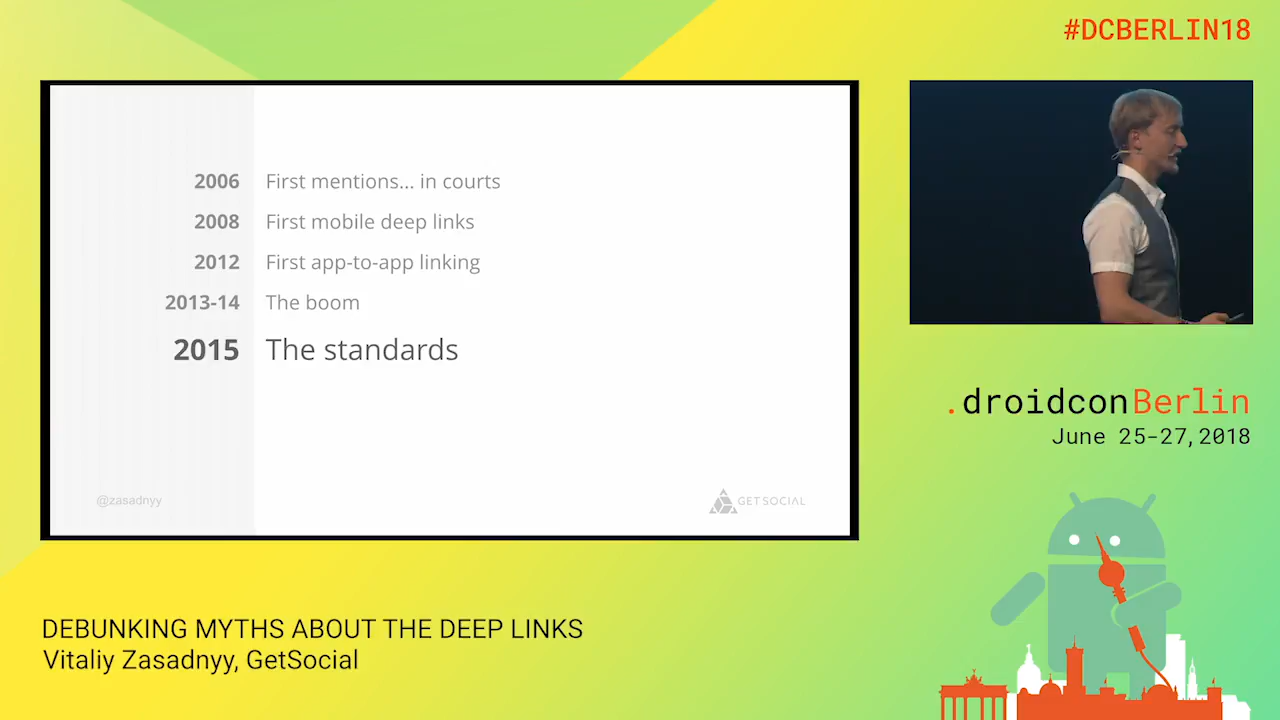 #DCBERLIN18
2006 First mentions... in courts
2008 First mobile deep links
2012 First app-to-app linking
2013-14 The boom
2015 The standards
@zasadnyy
GETSOCIAL
.droidconBerlin
June 25-27,2018
DEBUNKING MYTHS ABOUT THE DEEP LINKS
Vitaliy Zasadnyy, GetSocial